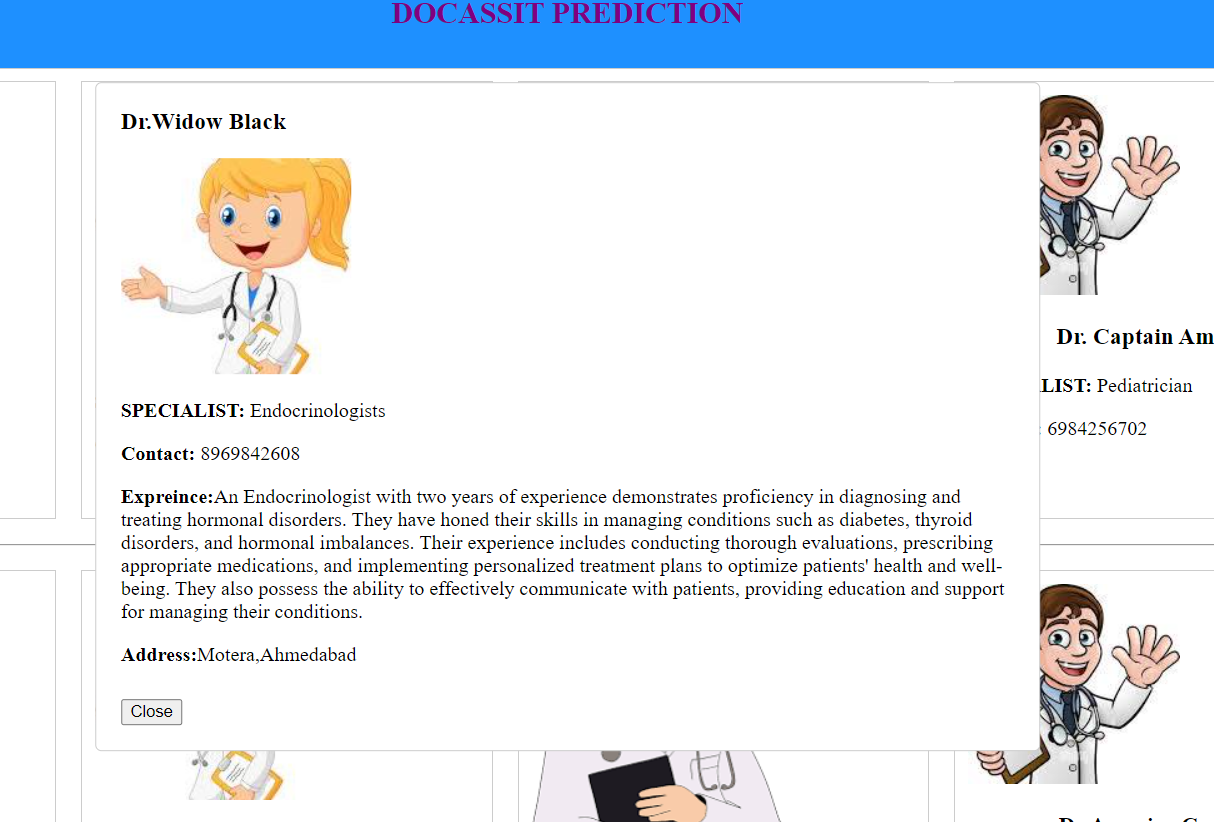 DOCASSIT PREDICTION
Dr.Widow Black
SPECIALIST: Endocrinologists
Contact: 8969842608
Expreince:An Endocrinologist with two years of experience demonstrates proficiency in diagnosing and
treating hormonal disorders. They have honed their skills in managing conditions such as diabetes, thyroid
disorders, and hormonal imbalances. Their experience includes conducting thorough evaluations, prescribing
appropriate medications, and implementing personalized treatment plans to optimize patients' health and well-
being. They also possess the ability to effectively communicate with patients, providing education and support
for managing their conditions.
Address:Motera,Ahmedabad
Close
Dr. Captain Am
LIST: Pediatrician
: 6984256702